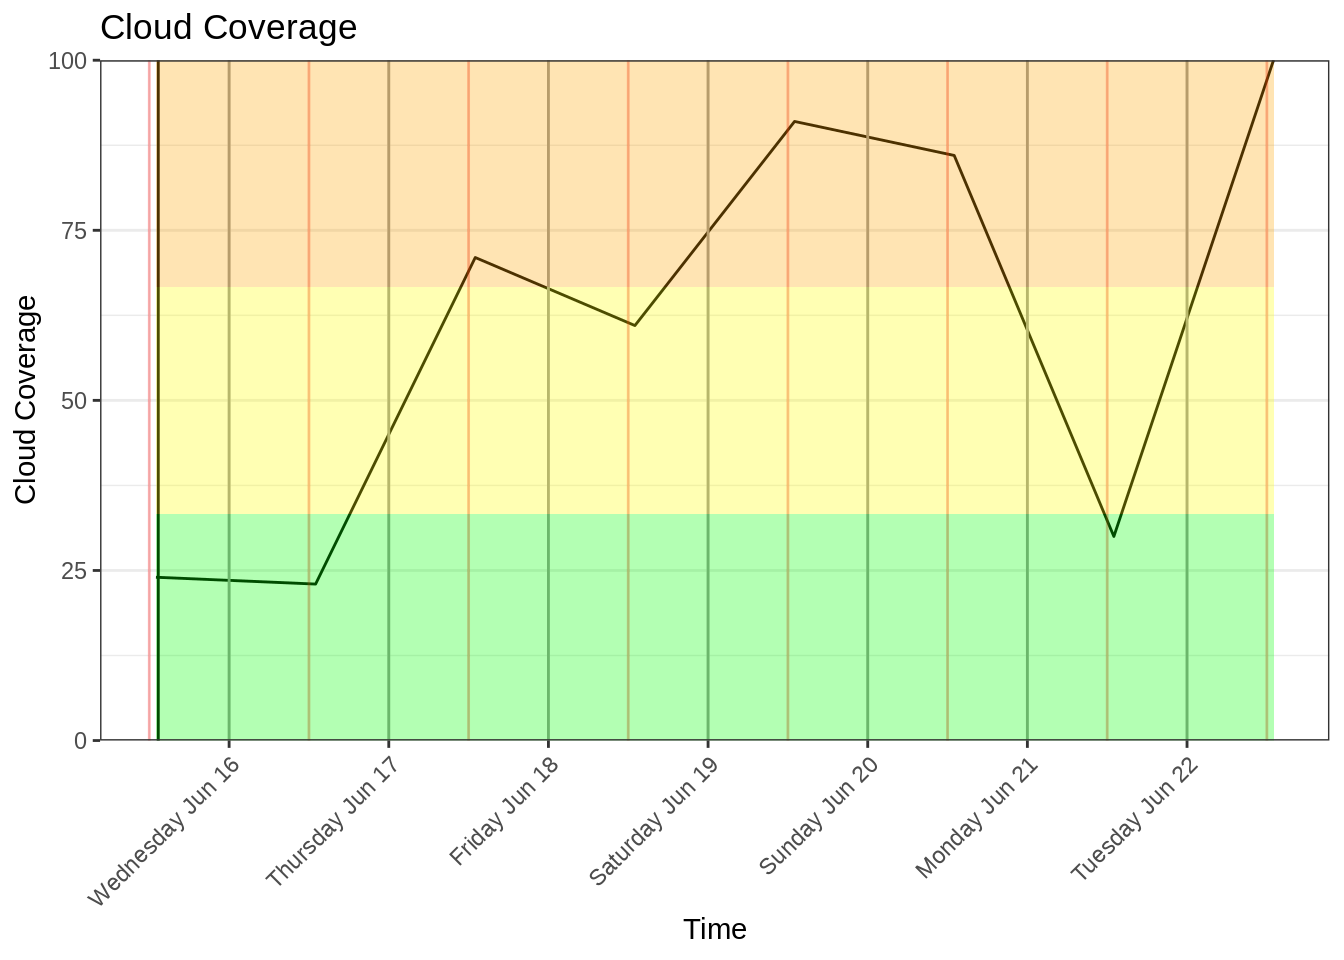 Cloud Coverage
100
75
50
25
0
Cloud Coverage
Wednesday Jun 16
Thursday Jun 17
Friday Jun 18
Saturday Jun 19
Sunday Jun 20
Monday Jun 21
Tuesday Jun 22
Time